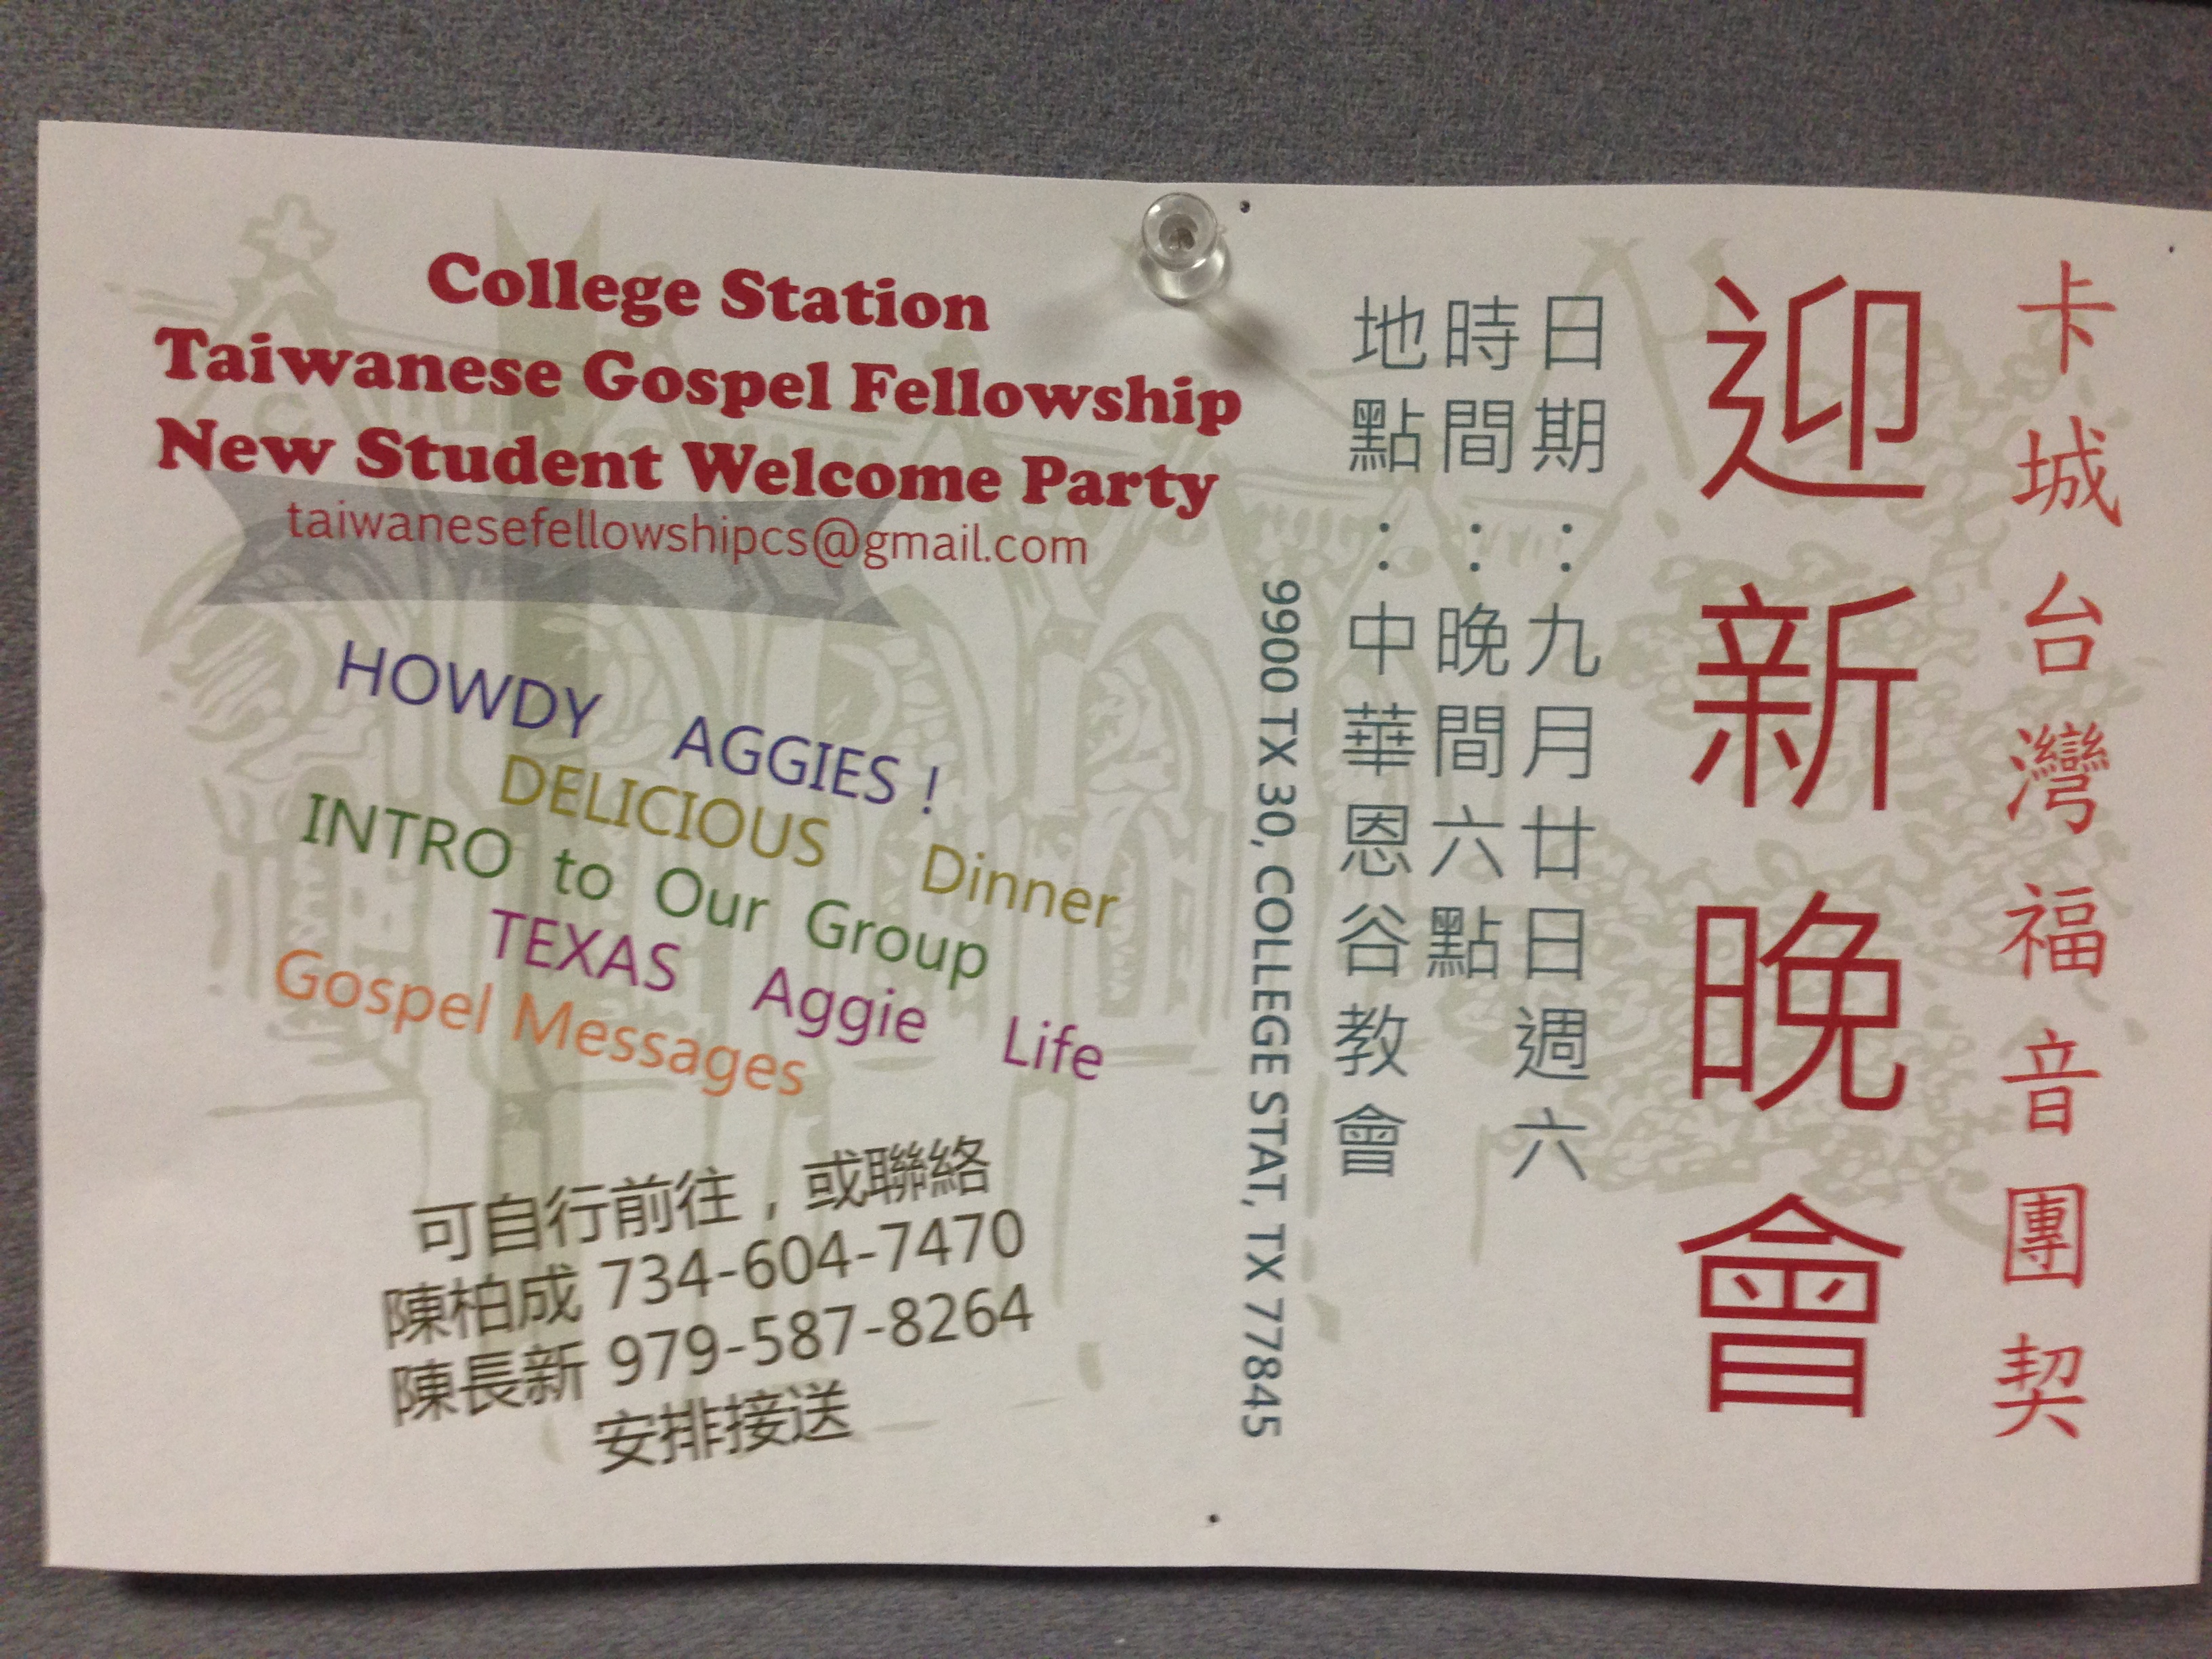 College Station
Taiwanese Gospel Fellowship
New Student Welcome Party
taiwanesefellowshipcs@gmail.com
HOWDY AGGIES !
DELICIOUS Dinner
INTRO to Our Group
TEXAS Aggie Life
Gospel Messages
可自行前往，或聯絡
陳柏成 734-604-7470
陳長新 979-587-8264
安排接送
卡城台灣福音團契
迎新晚會
日期：九月廿日週六
時間：晚間六點
地點：中華恩谷教會
9900 TX 30, COLLEGE STAT, TX 77845